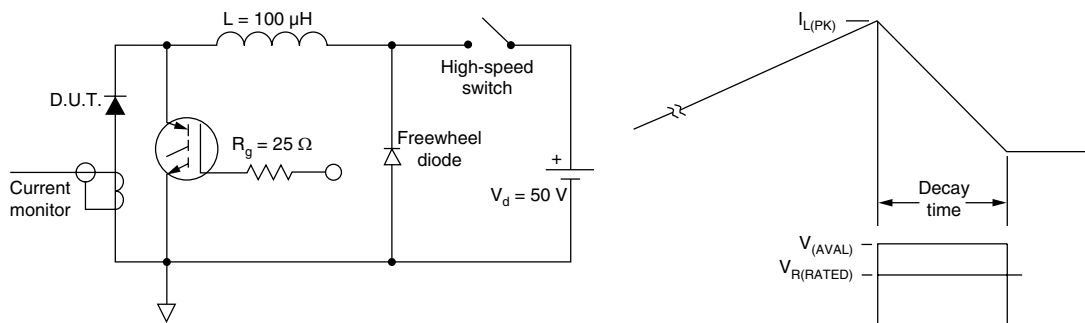 L = 100 µH
D.U.T.
High-speed
switch
R_g = 25 Ω
Freewheel
diode
+
V_d = 50 V
Current
monitor
I_L(PK)
Decay
time
V_(AVAL)
V_R(RATED)